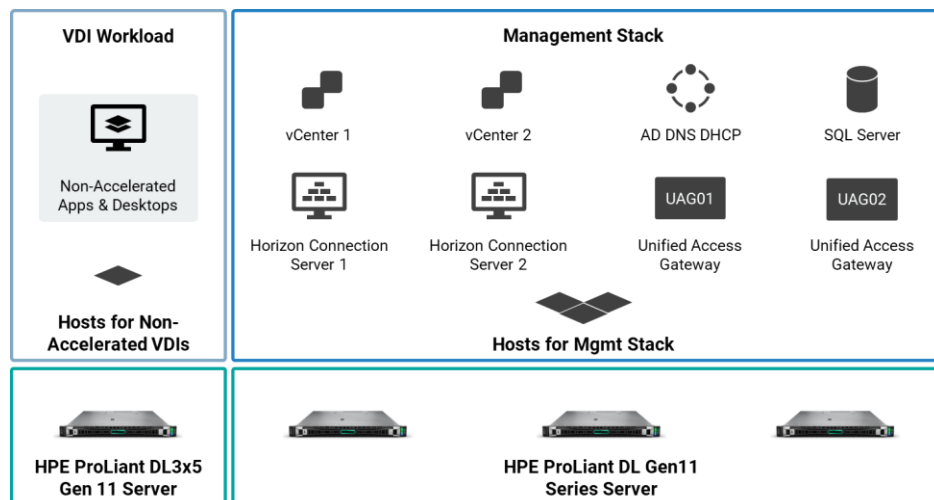 VDI Workload
Non-Accelerated
Apps & Desktops
Hosts for Non-
Accelerated VDIs
Management Stack
vCenter 1
vCenter 2
AD DNS DHCP
SQL Server
Horizon Connection
Server 1
Horizon Connection
Server 2
UAG01
Unified Access
Gateway
UAG02
Unified Access
Gateway
Hosts for Mgmt Stack
HPE ProLiant DL3x5
Gen 11 Server
HPE ProLiant DL Gen11
Series Server